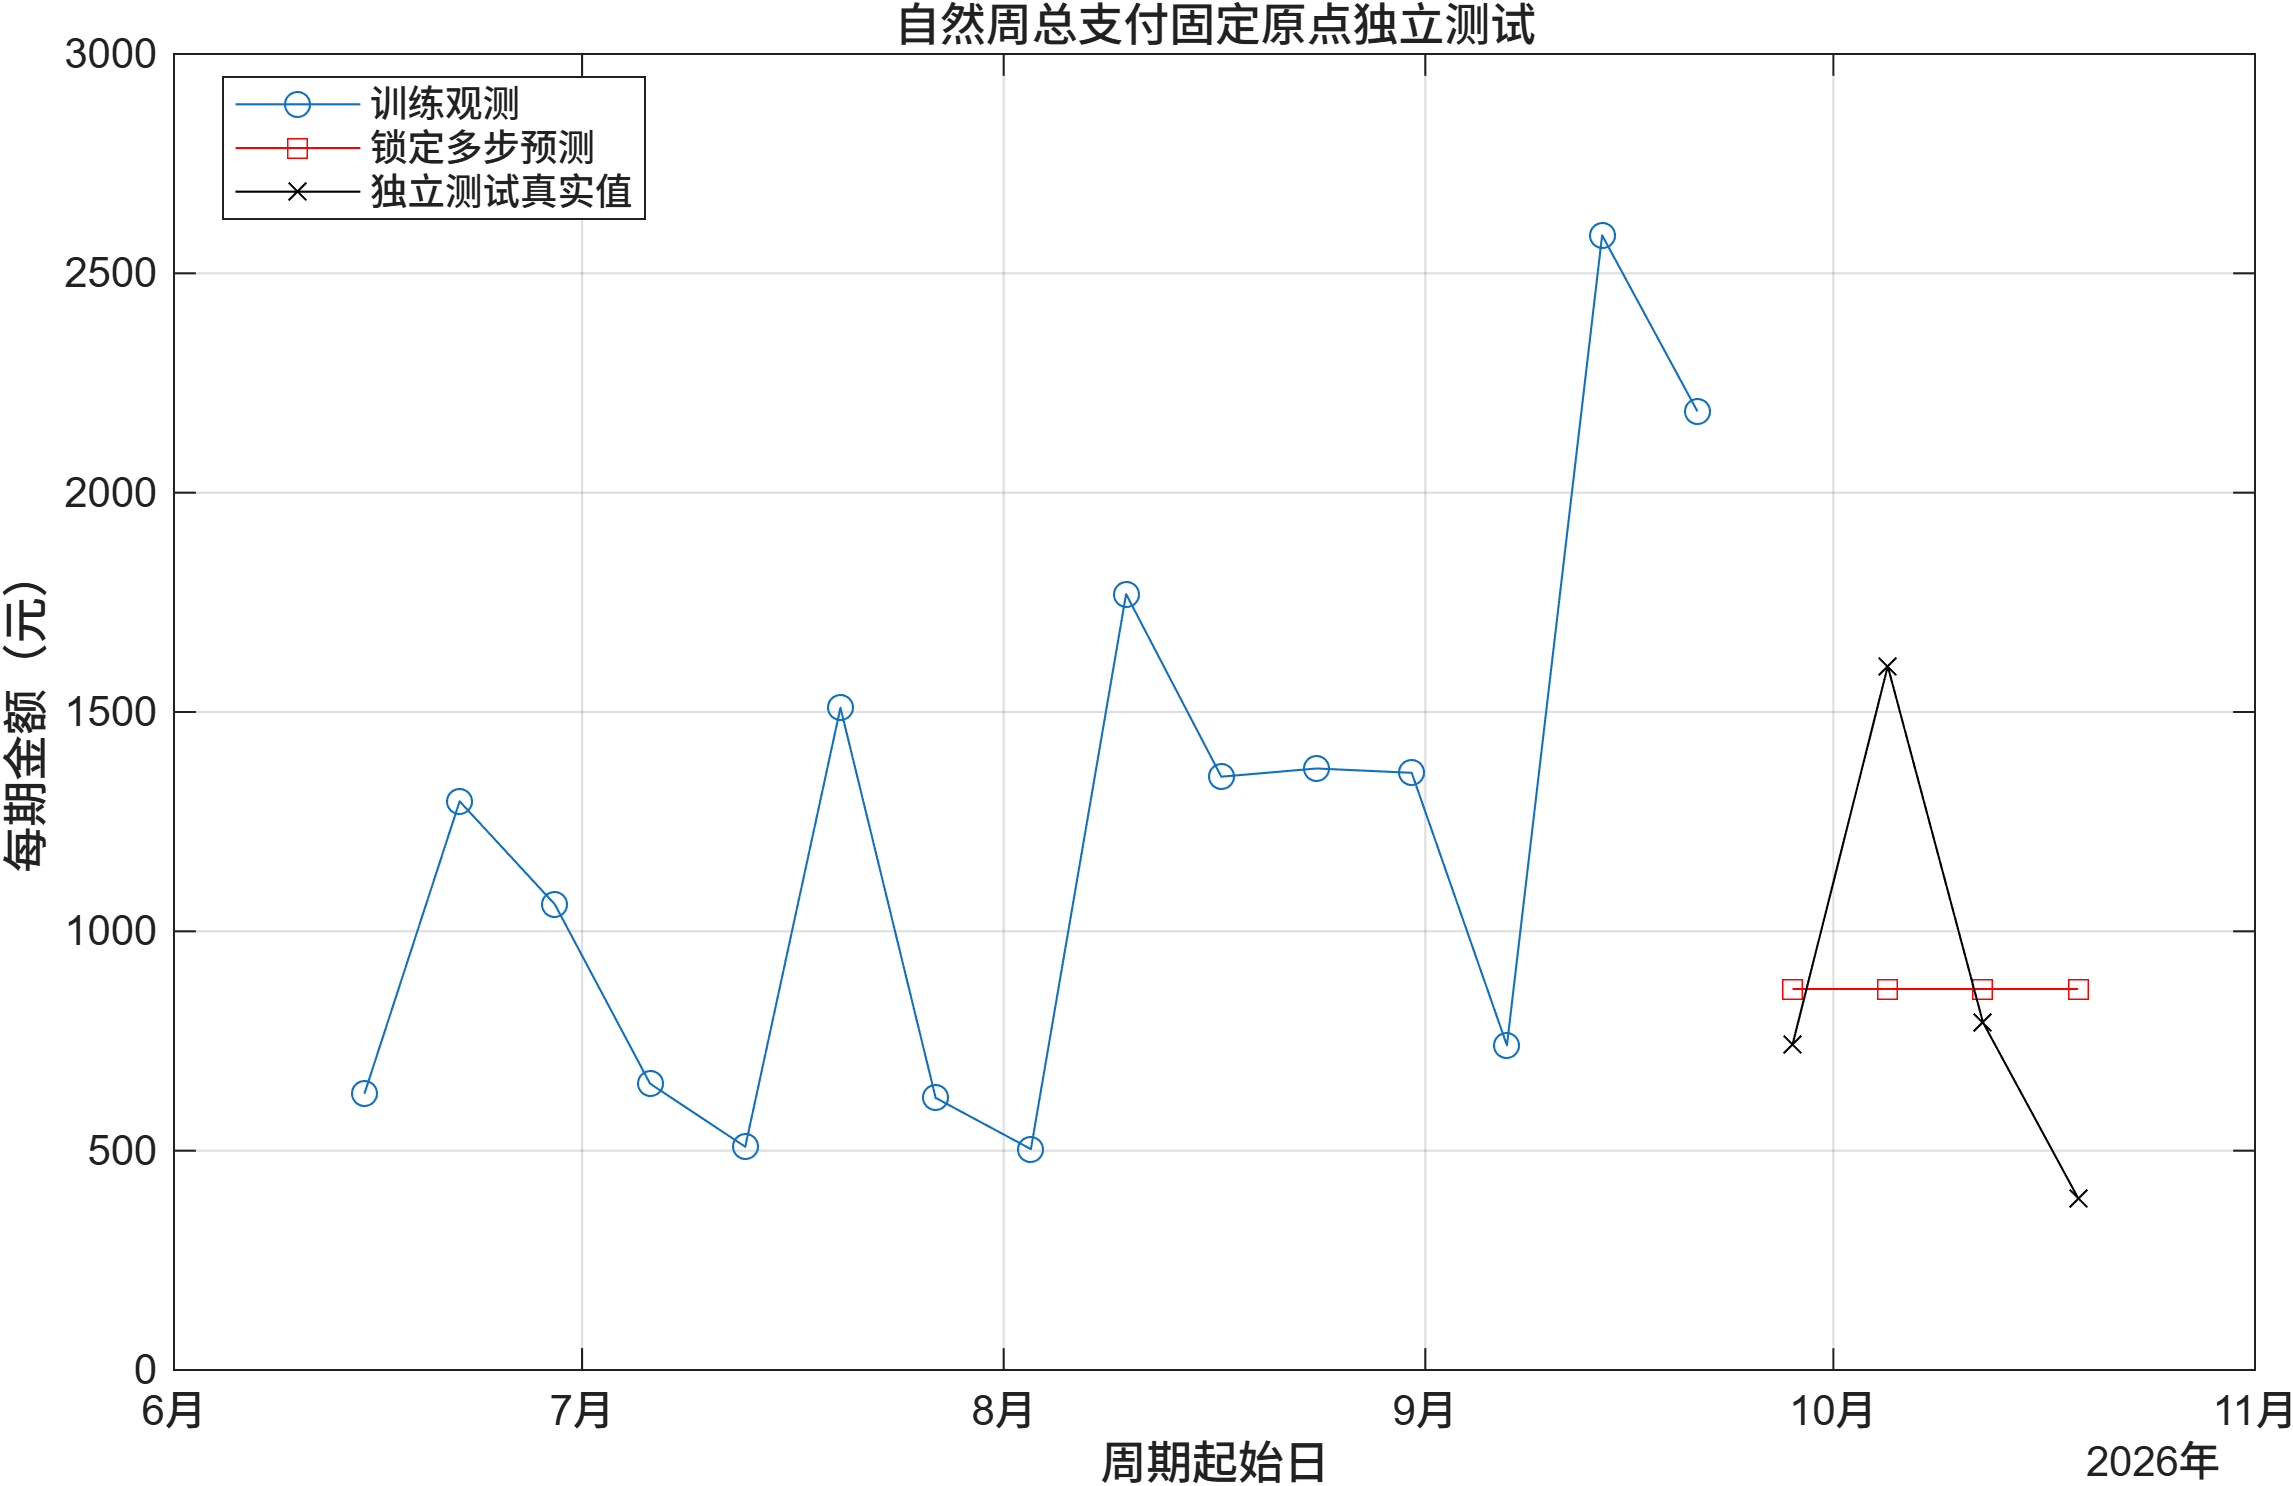 自然周总支付固定原点独立测试
训练观测
锁定多步预测
独立测试真实值
3000
2500
2000
1500
1000
500
0
每期金额（元）
6月 7月 8月 9月 10月 11月
周期起始日
2026年